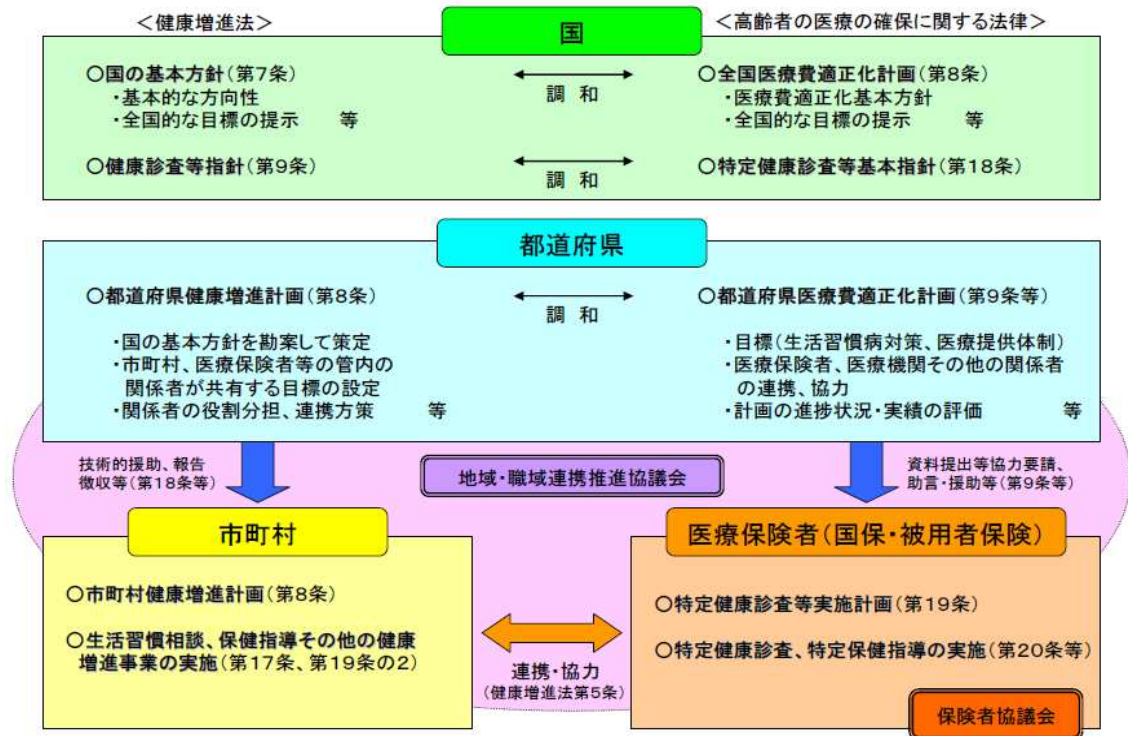 <健康増進法>
国
<高齢者の医療の確保に関する法律>
○国の基本方針(第7条)
・基本的な方向性
・全国的な目標の提示 等
調 和
○全国医療費適正化計画(第8条)
・医療費適正化基本方針
・全国的な目標の提示 等
○健康診査等指針(第9条)
調 和
○特定健康診査等基本指針(第18条)
都道府県
○都道府県健康増進計画(第8条)
調 和
○都道府県医療費適正化計画(第9条等)
・国の基本方針を勘案して策定
・市町村、医療保険者等の管内の
関係者が共有する目標の設定
・関係者の役割分担、連携方策 等
・目標(生活習慣病対策、医療提供体制)
・医療保険者、医療機関その他の関係者
の連携、協力
・計画の進捗状況・実績の評価 等
技術的援助、報告
徴収等(第18条等)
地域・職域連携推進協議会
資料提出等協力要請、
助言・援助等(第9条等)
市町村
○市町村健康増進計画(第8条)
○生活習慣相談、保健指導その他の健康
増進事業の実施(第17条、第19条の2)
連携・協力
(健康増進法第5条)
医療保険者(国保・被用者保険)
○特定健康診査等実施計画(第19条)
○特定健康診査、特定保健指導の実施(第20条等)
保険者協議会